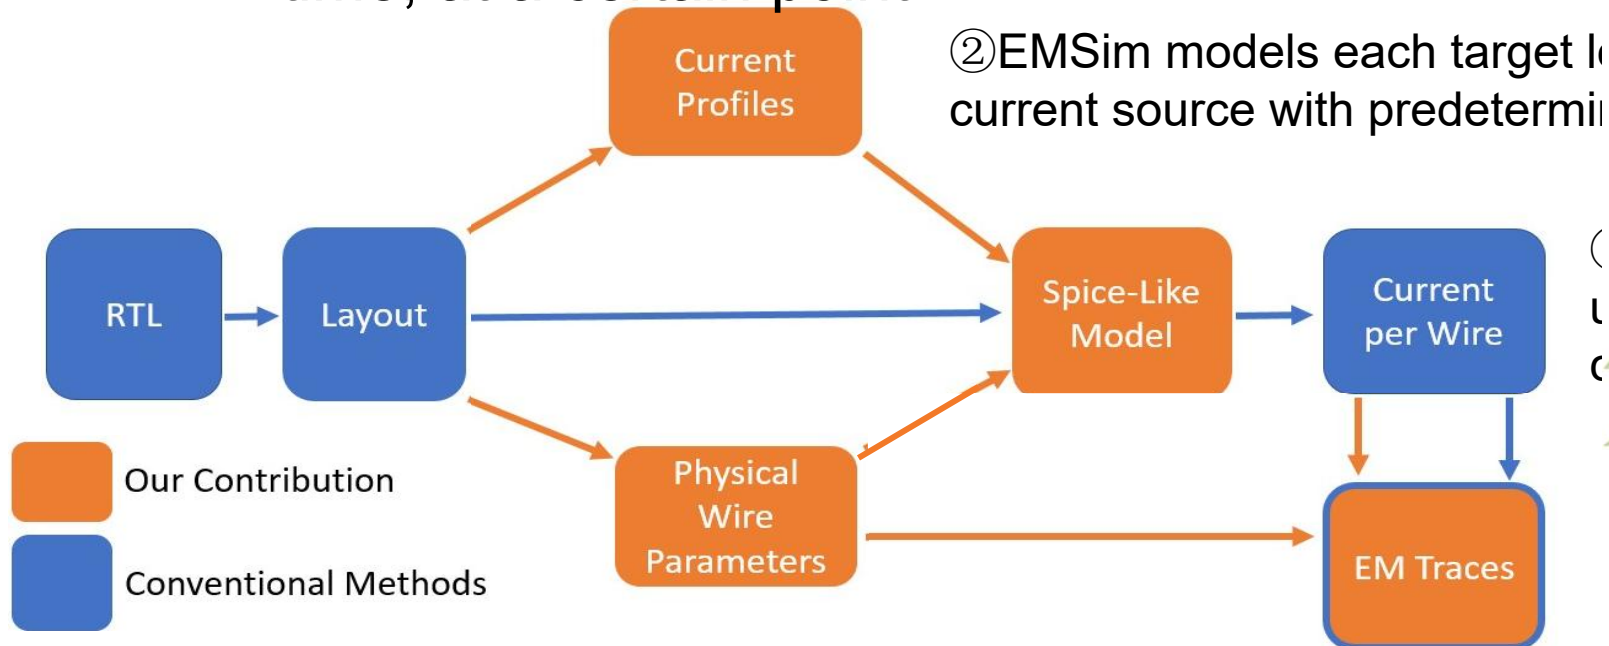 ②EMSim models each target
current source with
Current
Profiles
RTL
Layout
Spice-Like
Model
Current
per Wire
Our Contribution
Physical
Wire
Parameters
Conventional Methods
EM Traces